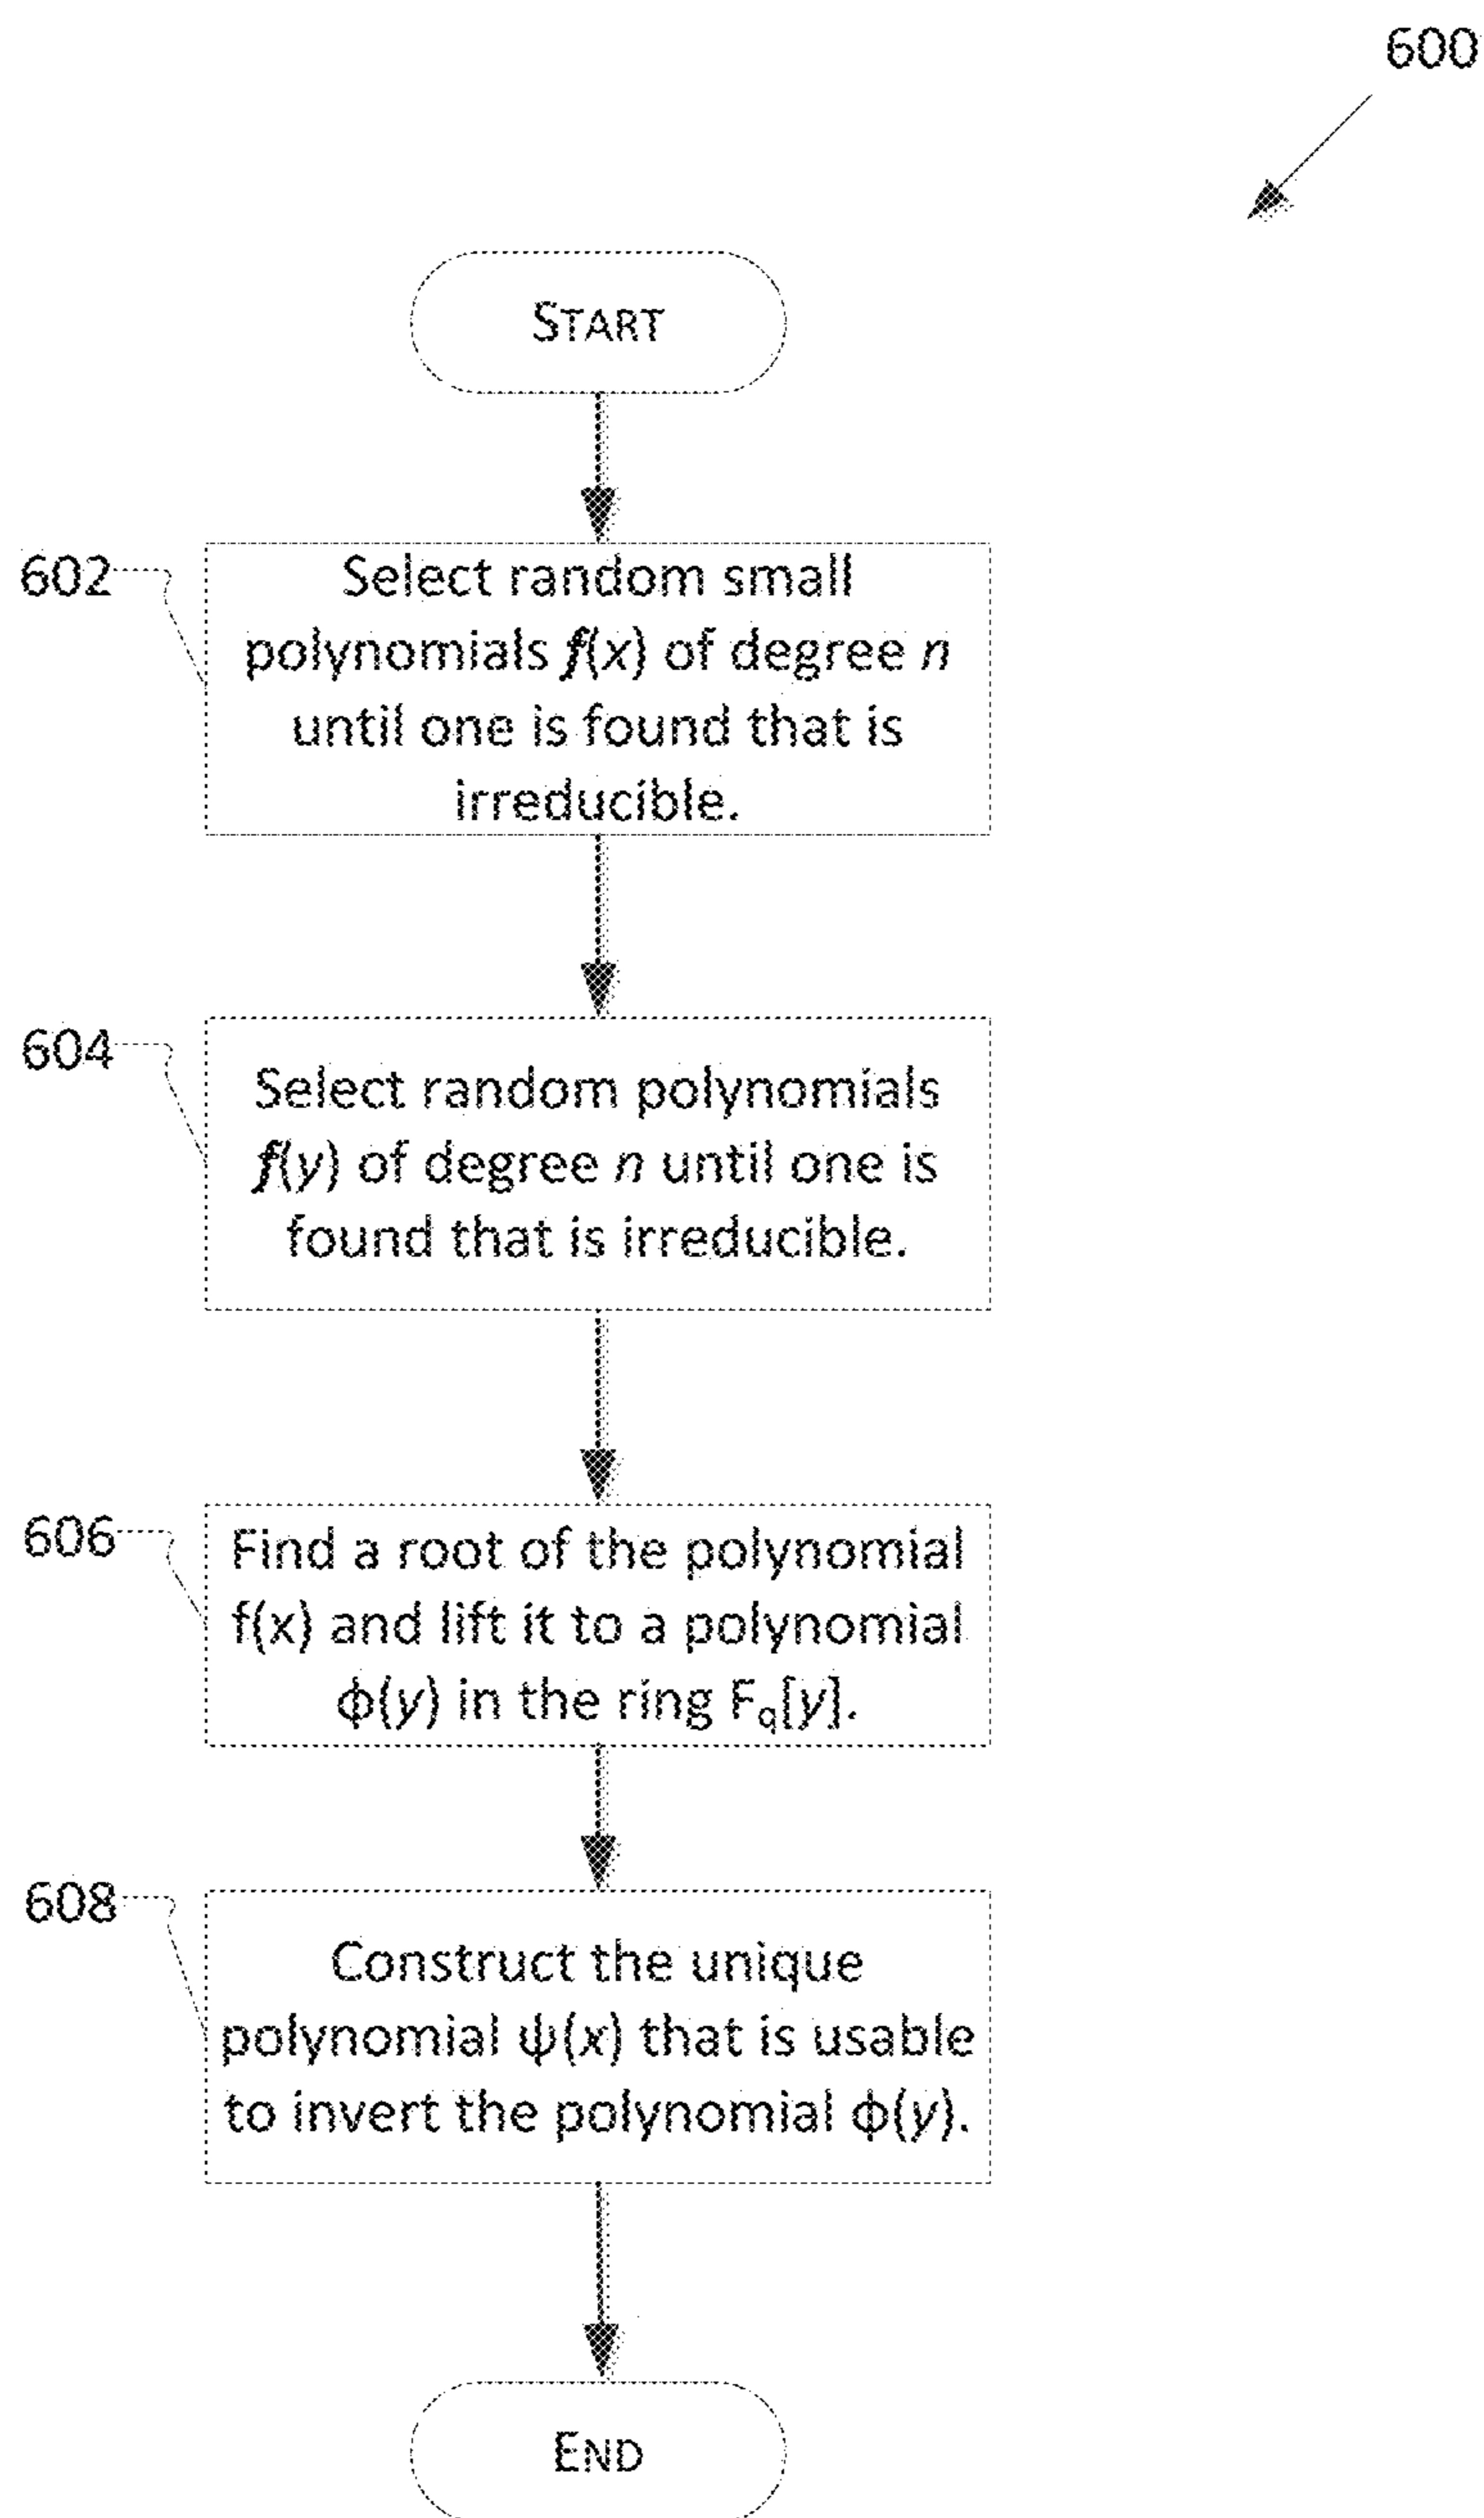 600
START
602
Select random small
polynomials f(x) of degree n
until one is found that is
irreducible.
604
Select random polynomials
f(y) of degree n until one is
found that is irreducible.
606
Find a root of the polynomial
f(x) and lift it to a polynomial
ϕ(y) in the ring Fq[y].
608
Construct the unique
polynomial ψ(x) that is usable
to invert the polynomial ϕ(y).
END